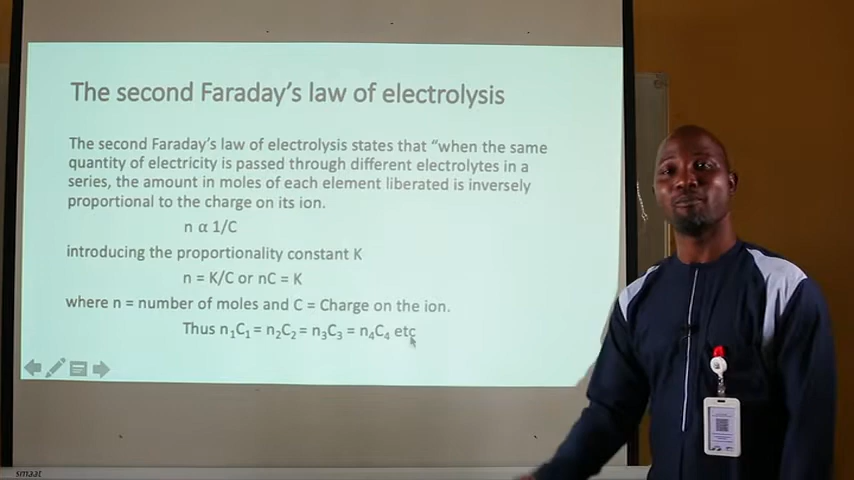 The second Faraday's law of electrolysis
The second Faraday's law of electrolysis states that "when the same
quantity of electricity is passed through different electrolytes in a
series, the amount in moles of each element liberated is inversely
proportional to the charge on its ion.
n α 1/C
introducing the proportionality constant K
n = K/C or nC = K
where n = number of moles and C = Charge on the ion.
Thus n₁C₁ = n₂C₂ = n₃C₃ = n₄C₄ etc
smaat